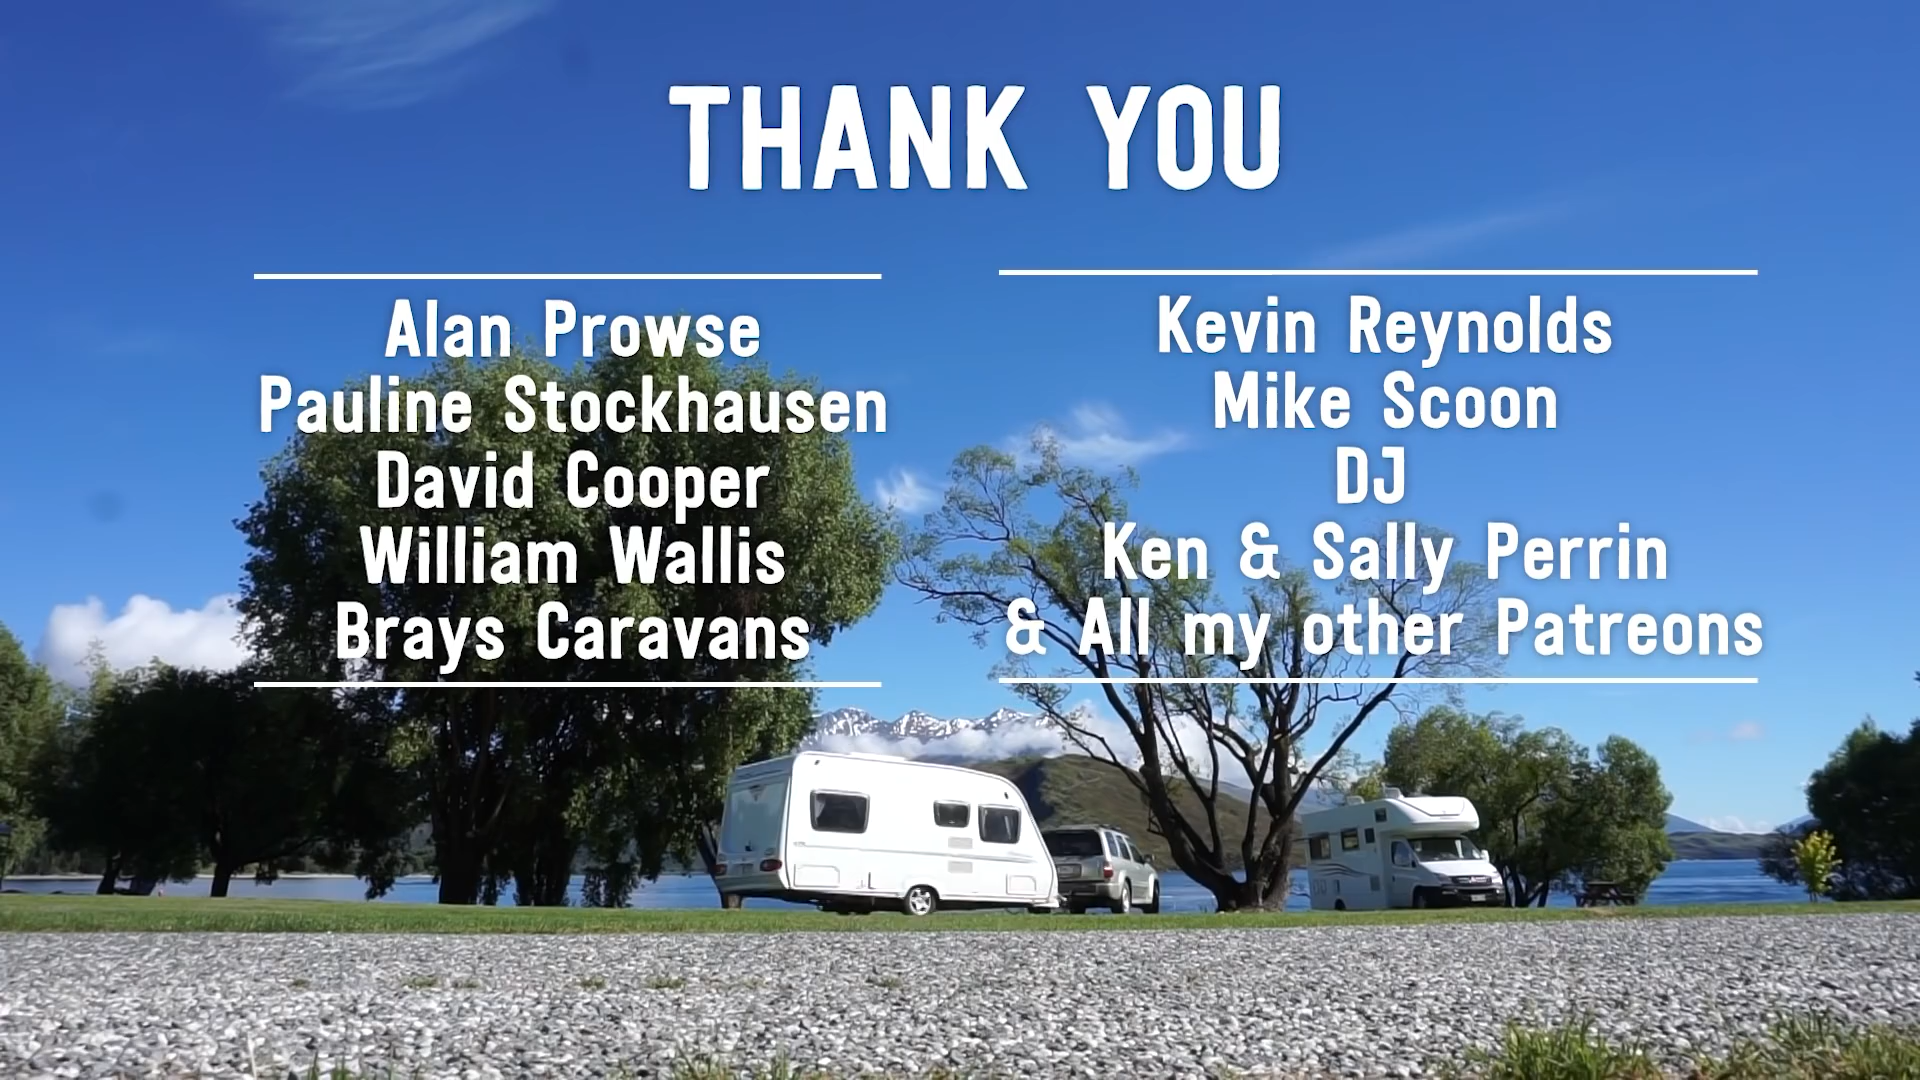 THANK YOU
Alan Prowse
Pauline Stockhausen
David Cooper
William Wallis
Brays Caravans
Kevin Reynolds
Mike Scoon
DJ
Ken & Sally Perrin
& All my other Patreons